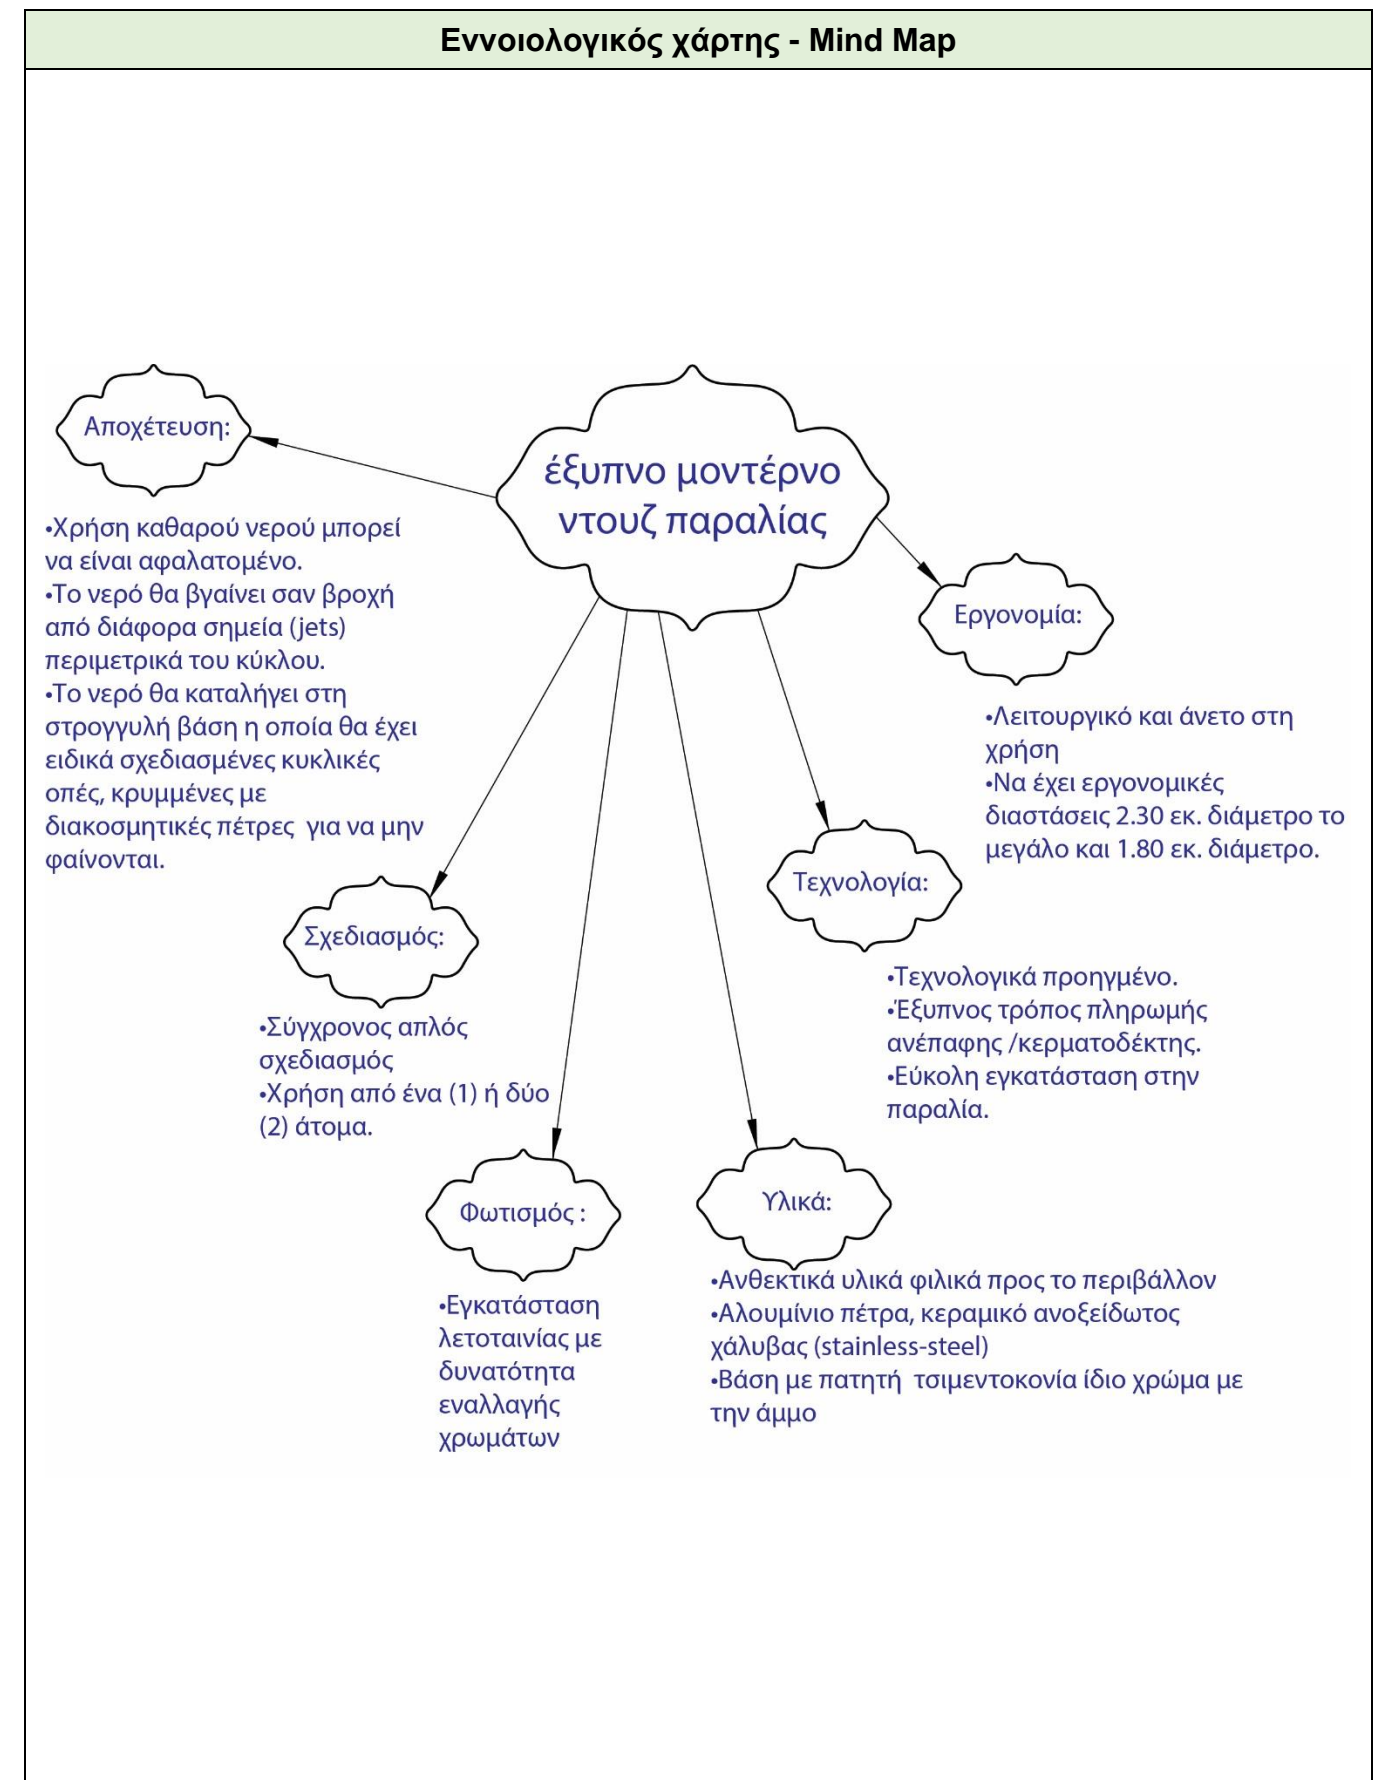 Εννοιολογικός χάρτης - Mind Map
έξυπνο μοντέρνο
ντουζ παραλίας
Αποχέτευση:
•Χρήση καθαρού νερού μπορεί
να είναι αφαλατομένο.
•Το νερό θα βγαίνει σαν βροχή
από διάφορα σημεία (jets)
περιμετρικά του κύκλου.
•Το νερό θα καταλήγει στη
στρογγυλή βάση η οποία θα έχει
ειδικά σχεδιασμένες κυκλικές
οπές, κρυμμένες με
διακοσμητικές πέτρες για να μην
φαίνονται.
Εργονομία:
•Λειτουργικό και άνετο στη
χρήση
•Να έχει εργονομικές
διαστάσεις 2.30 εκ. διάμετρο το
μεγάλο και 1.80 εκ. διάμετρο.
Τεχνολογία:
•Τεχνολογικά προηγμένο.
•Έξυπνος τρόπος πληρωμής
ανέπαφης /κερματοδέκτης.
•Εύκολη εγκατάσταση στην
παραλία.
Σχεδιασμός:
•Σύγχρονος απλός
σχεδιασμός
•Χρήση από ένα (1) ή δύο
(2) άτομα.
Φωτισμός :
•Εγκατάσταση
λετοταινίας με
δυνατότητα
εναλλαγής
χρωμάτων
Υλικά:
•Ανθεκτικά υλικά φιλικά προς το περιβάλλον
•Αλουμίνιο πέτρα, κεραμικό ανοξείδωτος
χάλυβας (stainless-steel)
•Βάση με πατητή τσιμεντοκονία ίδιο χρώμα με
την άμμο